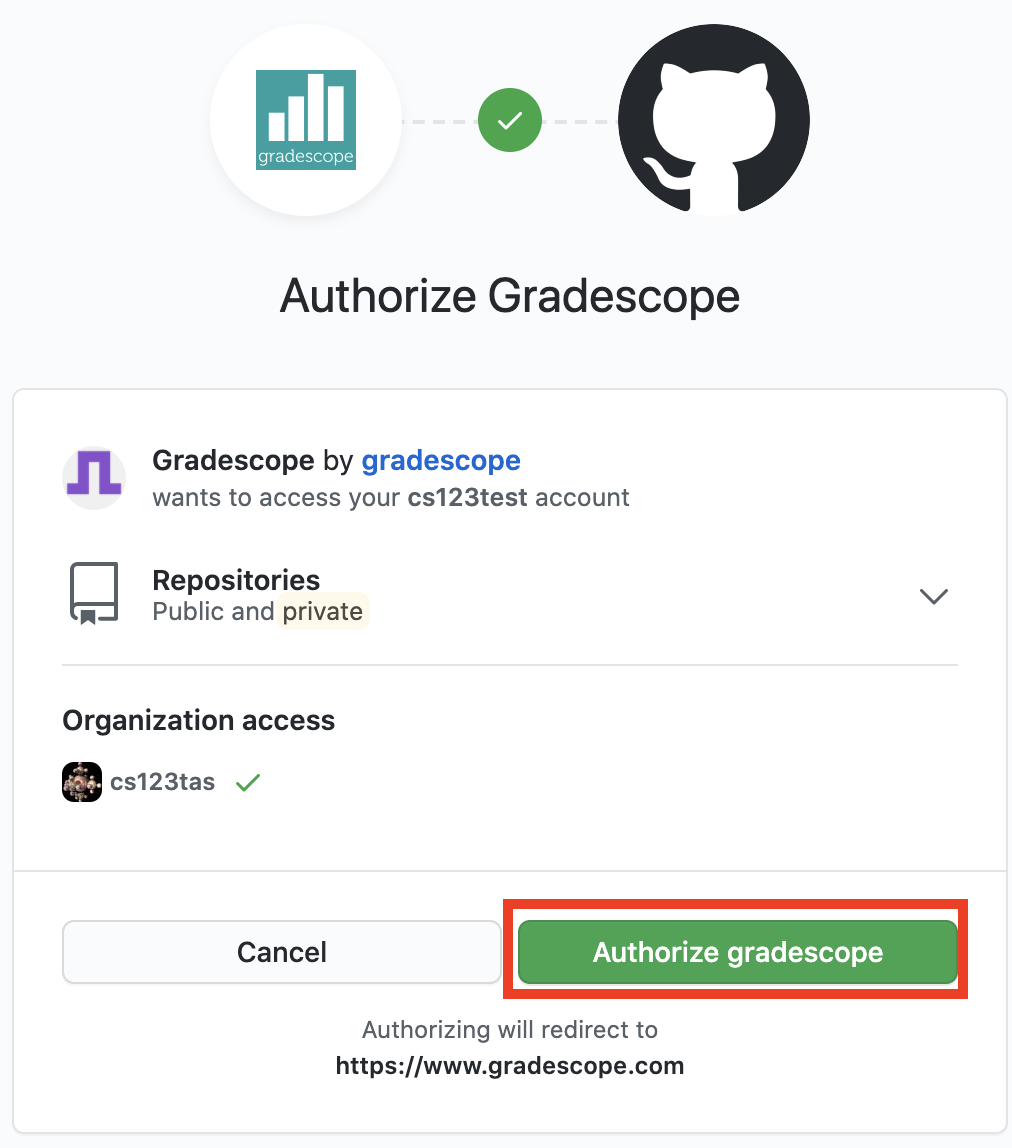 gradescope
Authorize Gradescope
Gradescope by gradescope
wants to access your cs123test account
Repositories
Public and private
Organization access
cs123tas
Cancel
Authorize gradescope
Authorizing will redirect to
https://www.gradescope.com